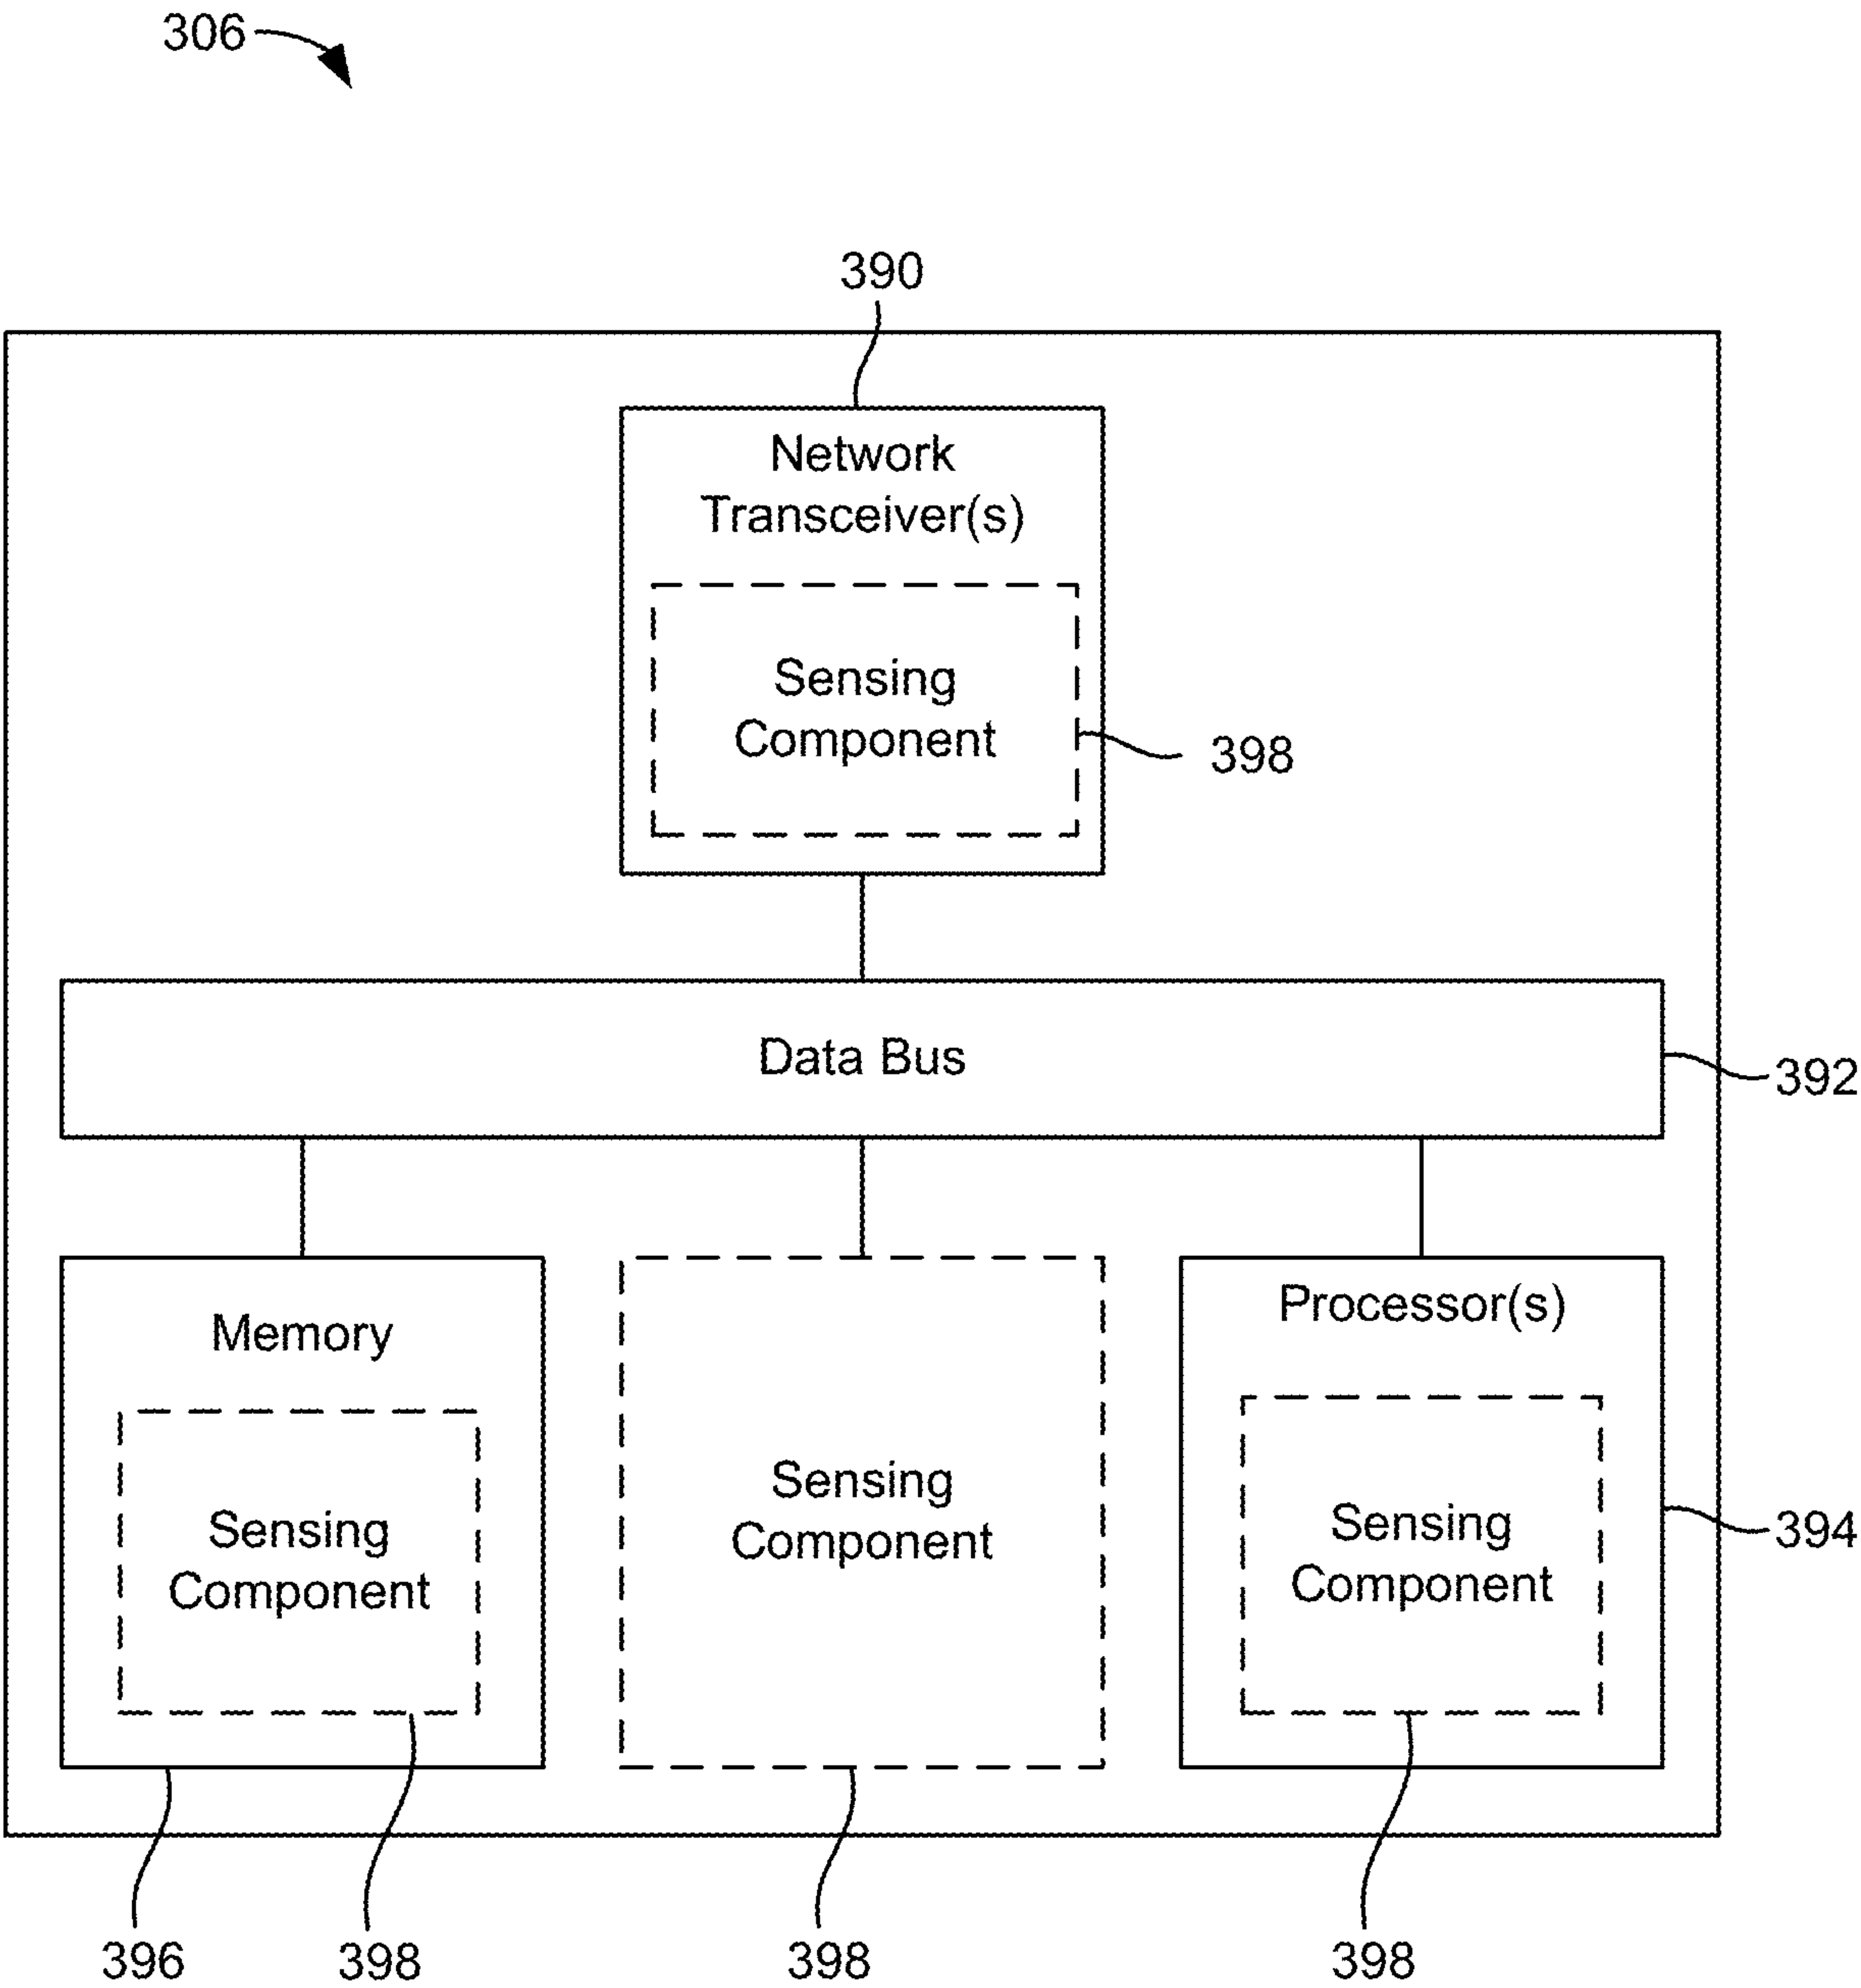 306
390
Network
Transceiver(s)
Sensing
Component
398
Data Bus
392
Memory
Sensing
Component
Sensing
Component
Processor(s)
Sensing
Component
394
396
398
398
398